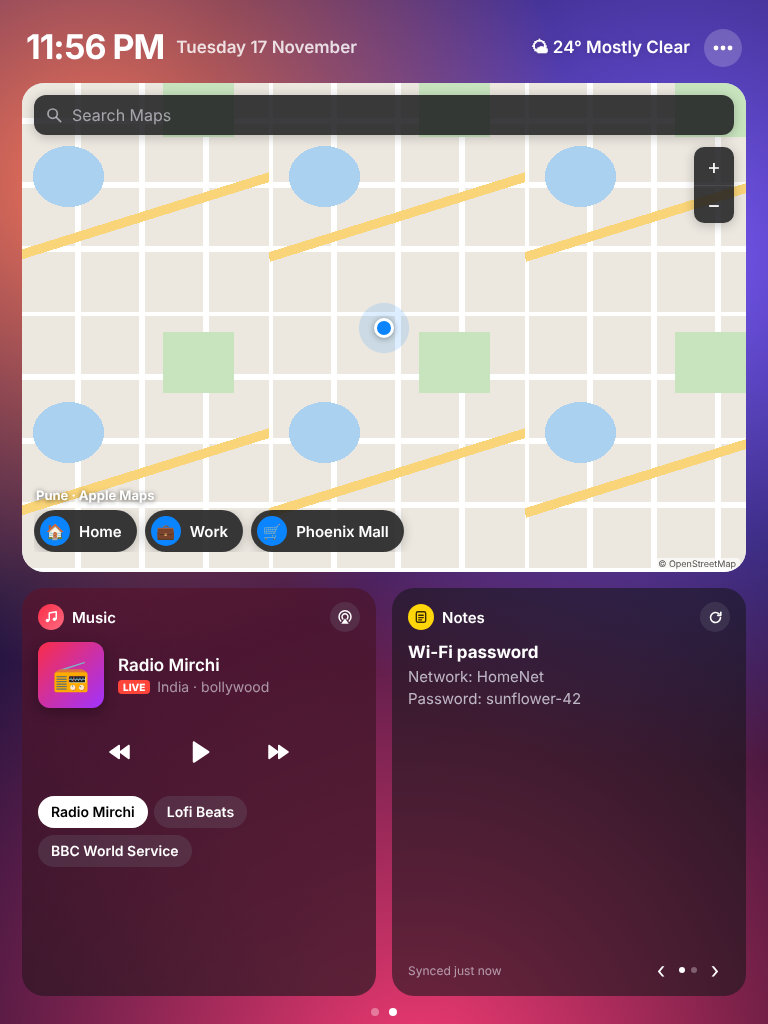 11:56 PM Tuesday 17 November
24° Mostly Clear
Search Maps
+
−
Pune · Apple Maps
Home
Work
Phoenix Mall
© OpenStreetMap
Music
Radio Mirchi
LIVE India · bollywood
Radio Mirchi
Lofi Beats
BBC World Service
Notes
Wi-Fi password
Network: HomeNet
Password: sunflower-42
Synced just now